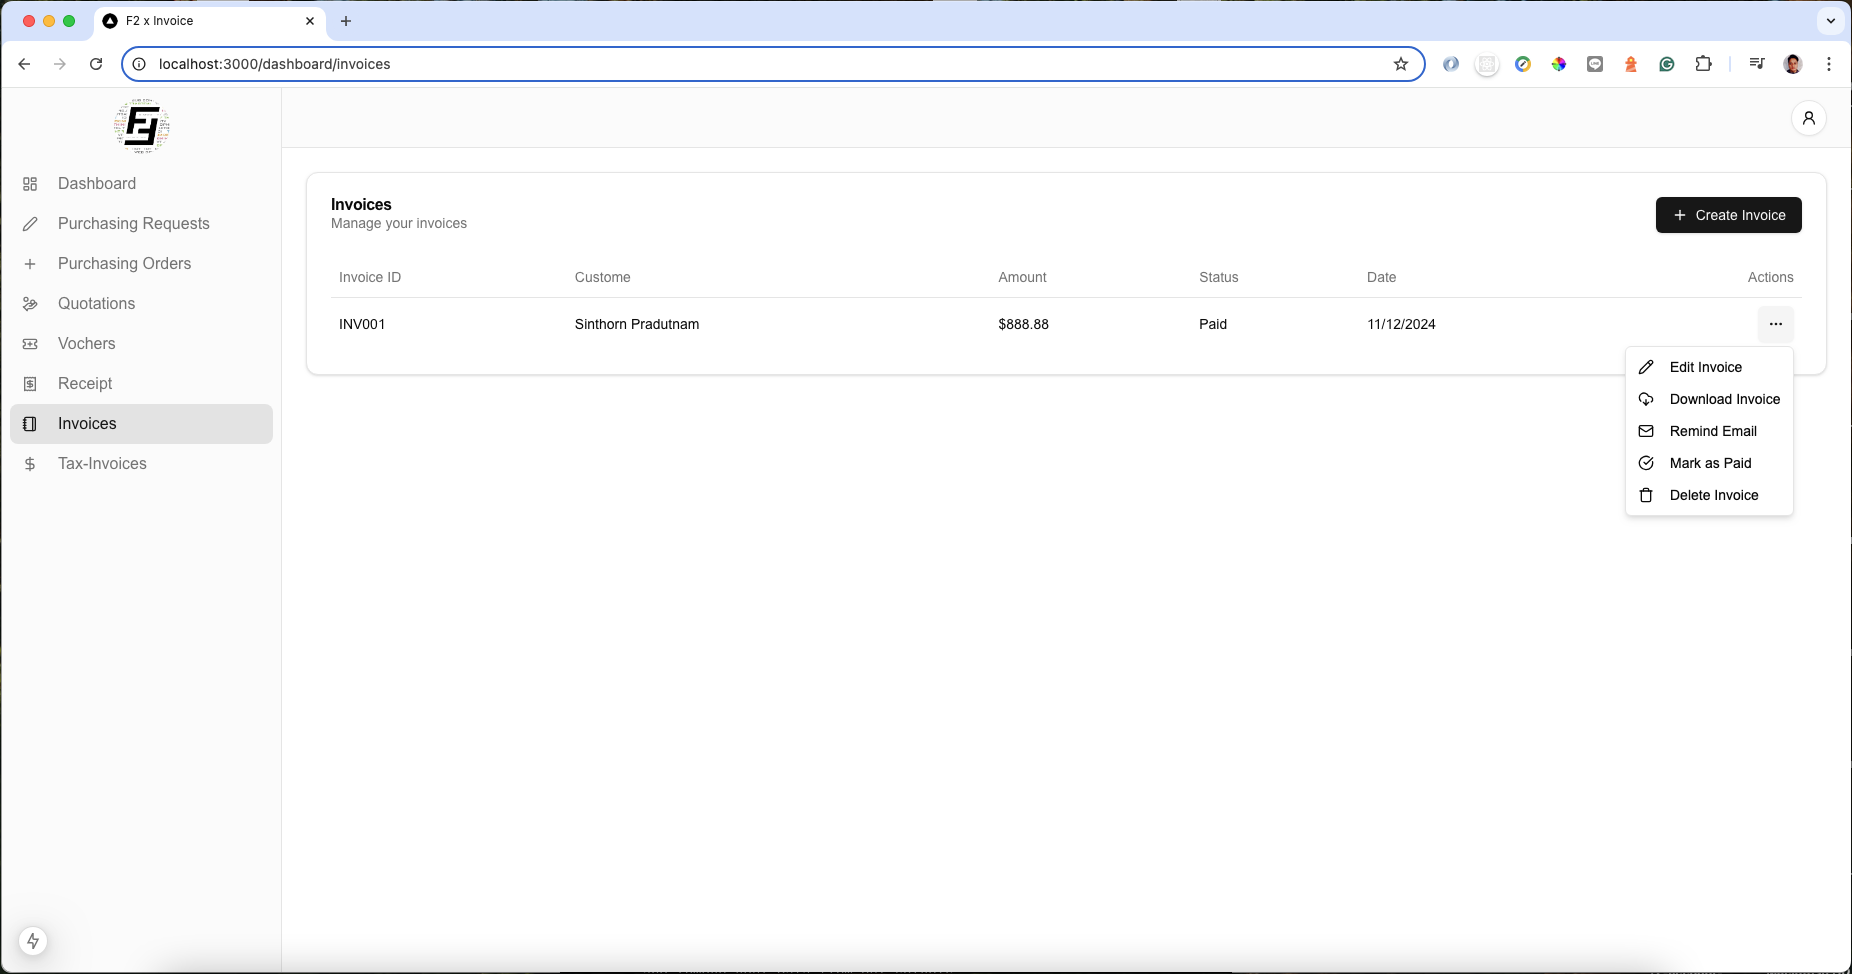 F2 x Invoice
localhost:3000/dashboard/invoices
Dashboard
Purchasing Requests
Purchasing Orders
Quotations
Vochers
Receipt
Invoices
Tax-Invoices
Invoices
Manage your invoices
Create Invoice
Invoice ID Custome Amount Status Date Actions
INV001 Sinthorn Pradutnam $888.88 Paid 11/12/2024
Edit Invoice
Download Invoice
Remind Email
Mark as Paid
Delete Invoice